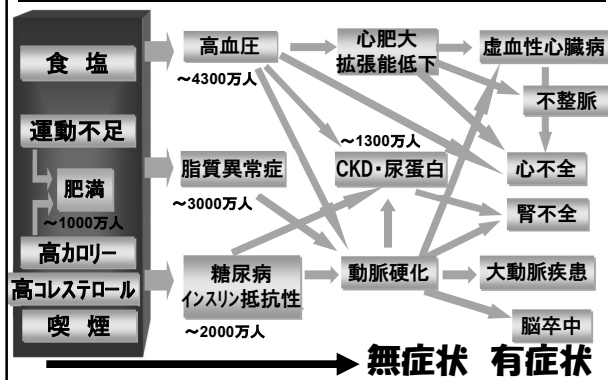 食 塩
運動不足
肥満
～1000万人
高カロリー
高コレステロール
喫 煙
高血圧
～4300万人
脂質異常症
～3000万人
糖尿病
インスリン抵抗性
～2000万人
心肥大
拡張能低下
～1300万人
CKD・尿蛋白
動脈硬化
虚血性心臓病
不整脈
心不全
腎不全
大動脈疾患
脳卒中
無症状 有症状